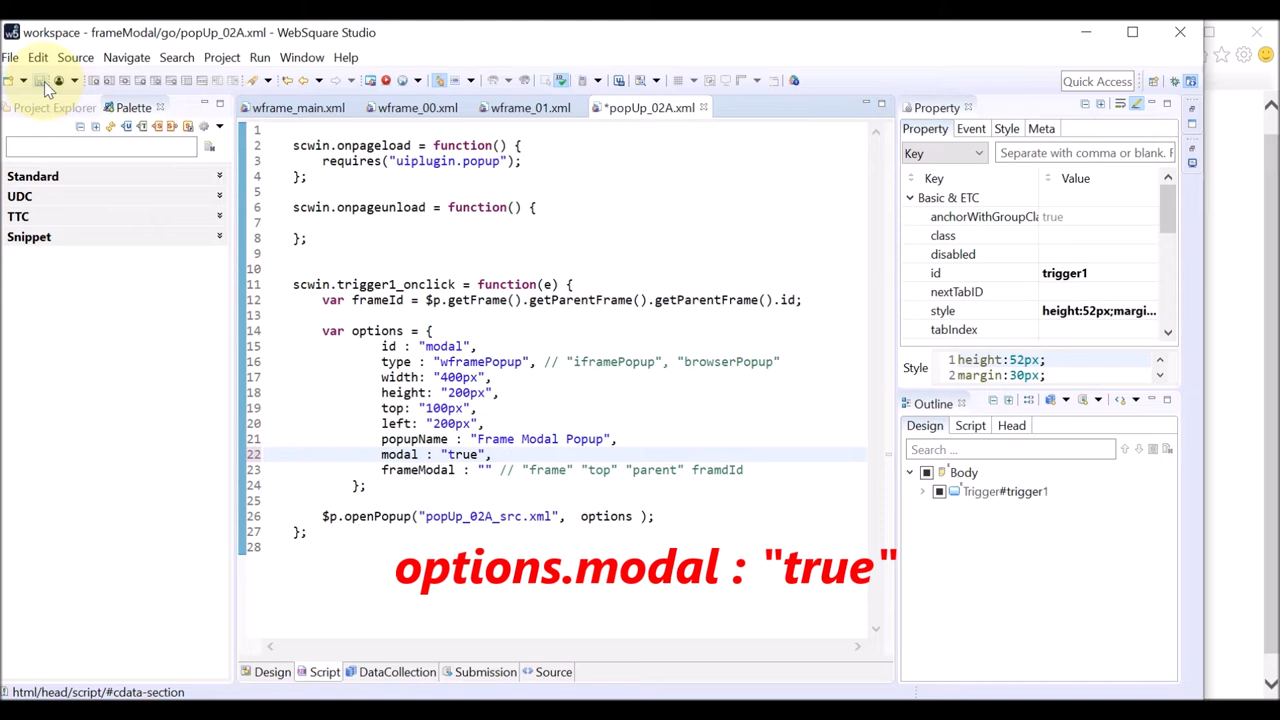 workspace - frameModal/go/popUp_02A.xml - WebSquare Studio
File Edit Source Navigate Search Project Run Window Help
Quick Access
Project Explorer Palette
wframe_main.xml wframe_00.xml wframe_01.xml *popUp_02A.xml
Property
Property Event Style Meta
Key Separate with comma or blank. F
Key Value
Basic & ETC
anchorWithGroupCla true
class
disabled
id trigger1
nextTabID
style height:52px;margi...
tabIndex
Style 1 height:52px;
2 margin:30px;
Outline
Design Script Head
Search ...
Body
Trigger#trigger1
Standard
UDC
TTC
Snippet
1
2 scwin.onpageload = function() {
3 requires("uiplugin.popup");
4 };
5
6 scwin.onpageunload = function() {
7
8 };
9
10
11 scwin.trigger1_onclick = function(e) {
12 var frameId = $p.getFrame().getParentFrame().getParentFrame().id;
13
14 var options = {
15 id : "modal",
16 type : "wframePopup", // "iframePopup", "browserPopup"
17 width: "400px",
18 height: "200px",
19 top: "100px",
20 left: "200px",
21 popupName : "Frame Modal Popup",
22 modal : "true",
23 frameModal : "" // "frame" "top" "parent" framdId
24 };
25
26 $p.openPopup("popUp_02A_src.xml", options );
27 };
28
options.modal : "true"
Design Script DataCollection Submission Source
html/head/script/#cdata-section